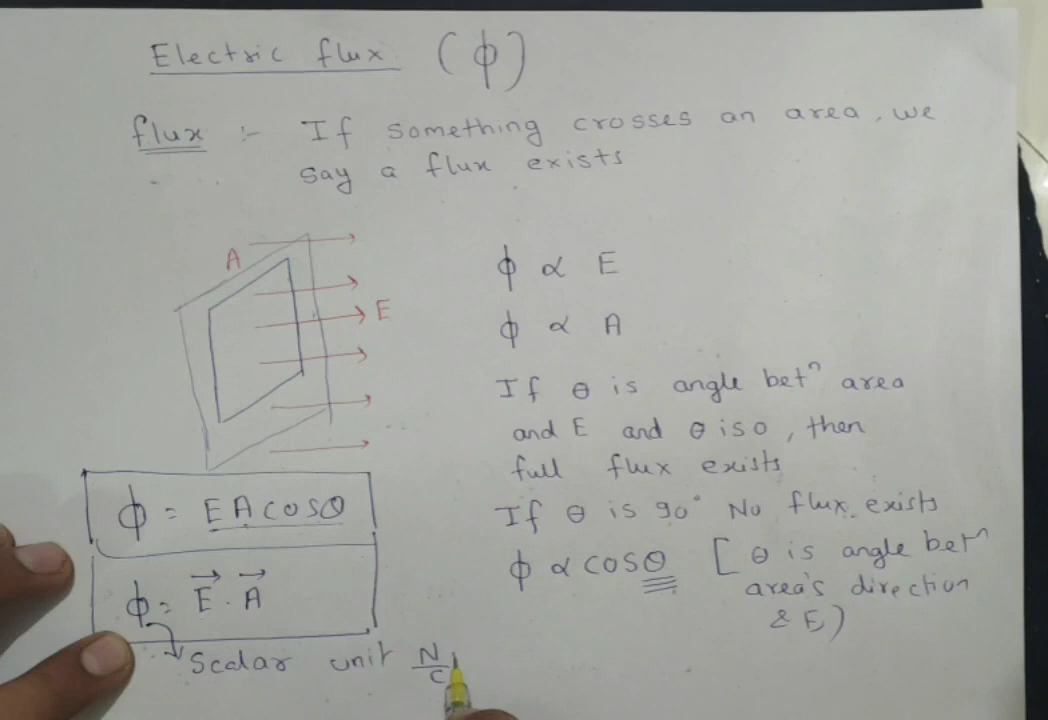 Electric flux (ϕ)
flux :- If something crosses an area, we
say a flux exists
A
E
ϕ ∝ E
ϕ ∝ A
If θ is angle betⁿ area
and E and θ is 0, then
full flux exists
If θ is 90° No flux exists
ϕ ∝ cosθ [θ is angle betⁿ
area's direction
& E)
ϕ = EA cosθ
ϕ = E⃗ . A⃗
Scalar unit N/C